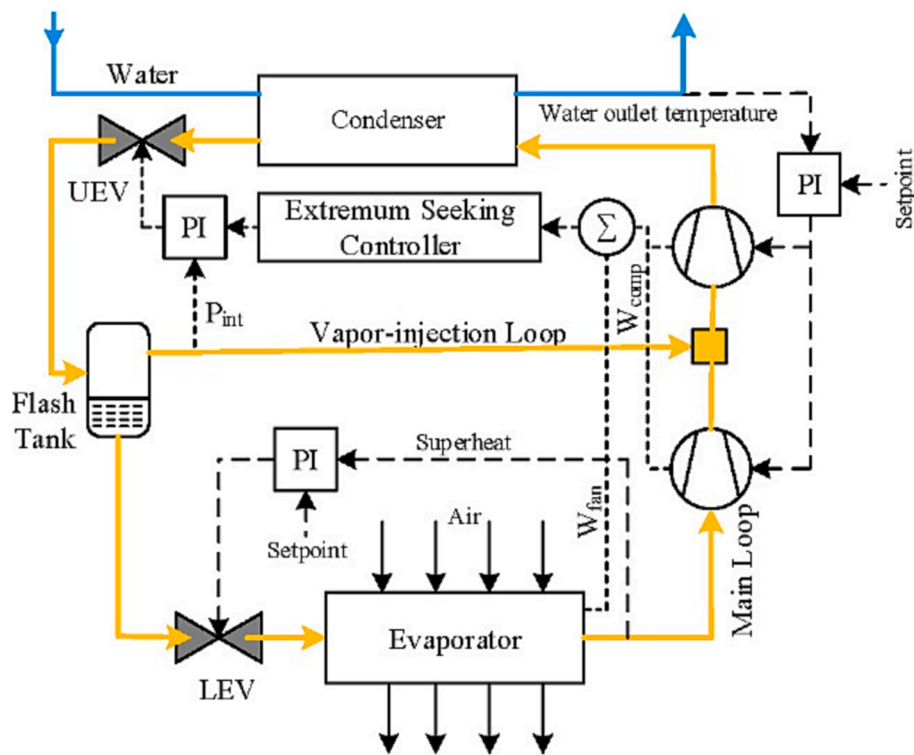 Water
Condenser
Water outlet temperature
UEV
PI
Extremum Seeking
Controller
Σ
PI
Setpoint
P_int
W_comp
Vapor-injection Loop
Flash
Tank
PI
Superheat
Setpoint
Air
W_fan
Main Loop
Evaporator
LEV